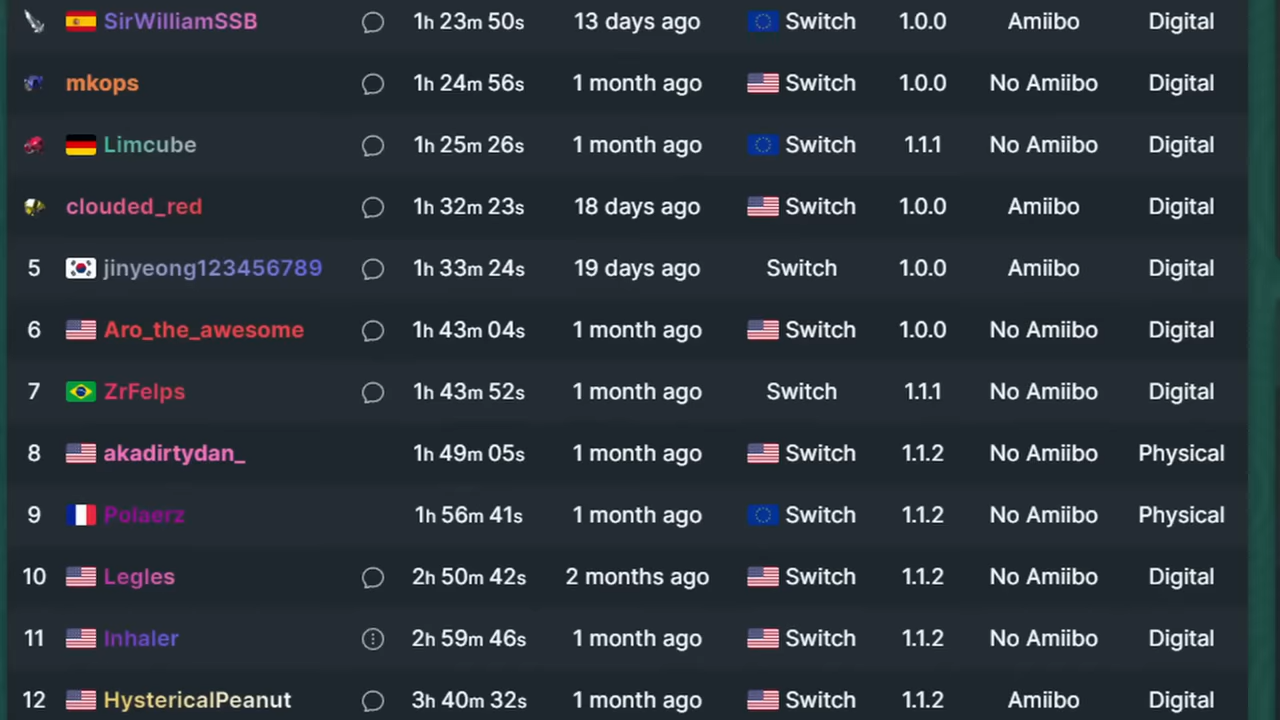 SirWilliamSSB 1h 23m 50s 13 days ago Switch 1.0.0 Amiibo Digital
mkops 1h 24m 56s 1 month ago Switch 1.0.0 No Amiibo Digital
Limcube 1h 25m 26s 1 month ago Switch 1.1.1 No Amiibo Digital
clouded_red 1h 32m 23s 18 days ago Switch 1.0.0 Amiibo Digital
5 jinyeong123456789 1h 33m 24s 19 days ago Switch 1.0.0 Amiibo Digital
6 Aro_the_awesome 1h 43m 04s 1 month ago Switch 1.0.0 No Amiibo Digital
7 ZrFelps 1h 43m 52s 1 month ago Switch 1.1.1 No Amiibo Digital
8 akadirtydan_ 1h 49m 05s 1 month ago Switch 1.1.2 No Amiibo Physical
9 Polaerz 1h 56m 41s 1 month ago Switch 1.1.2 No Amiibo Physical
10 Legles 2h 50m 42s 2 months ago Switch 1.1.2 No Amiibo Digital
11 Inhaler 2h 59m 46s 1 month ago Switch 1.1.2 No Amiibo Digital
12 HystericalPeanut 3h 40m 32s 1 month ago Switch 1.1.2 Amiibo Digital